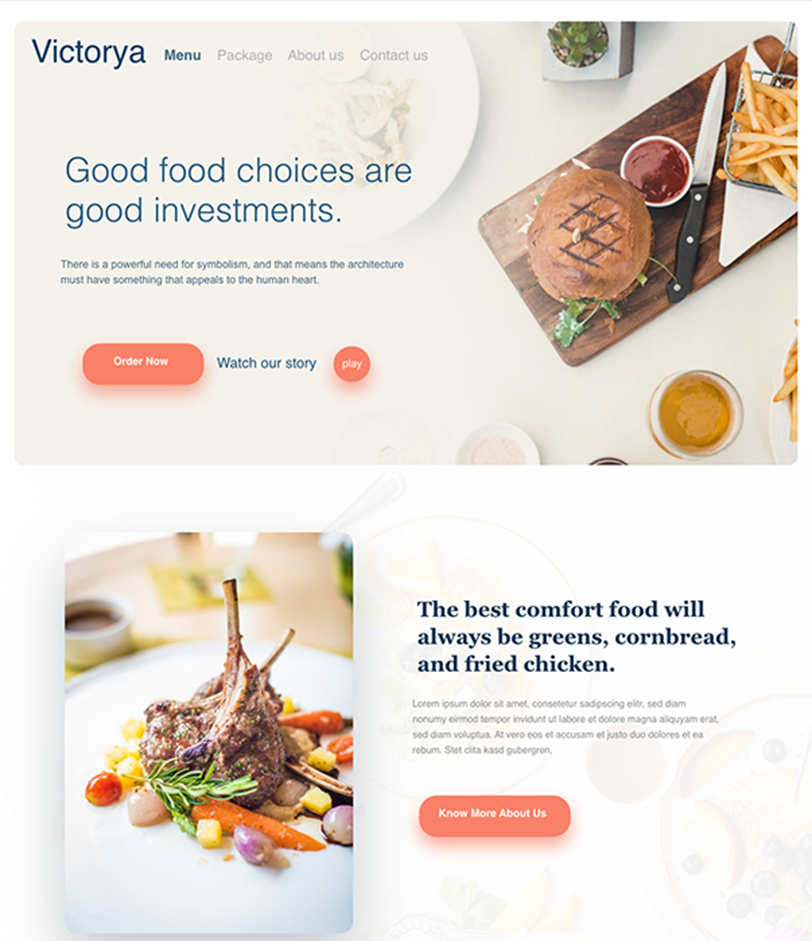 Victorya Menu Package About us Contact us
Good food choices are
good investments.
There is a powerful need for symbolism, and that means the architecture
must have something that appeals to the human heart.
Order Now Watch our story play
The best comfort food will
always be greens, cornbread,
and fried chicken.
Lorem ipsum dolor sit amet, consetetur sadipscing elitr, sed diam
nonumy eirmod tempor invidunt ut labore et dolore magna aliquyam erat,
sed diam voluptua. At vero eos et accusam et justo duo dolores et ea
rebum. Stet clita kasd gubergren,
Know More About Us